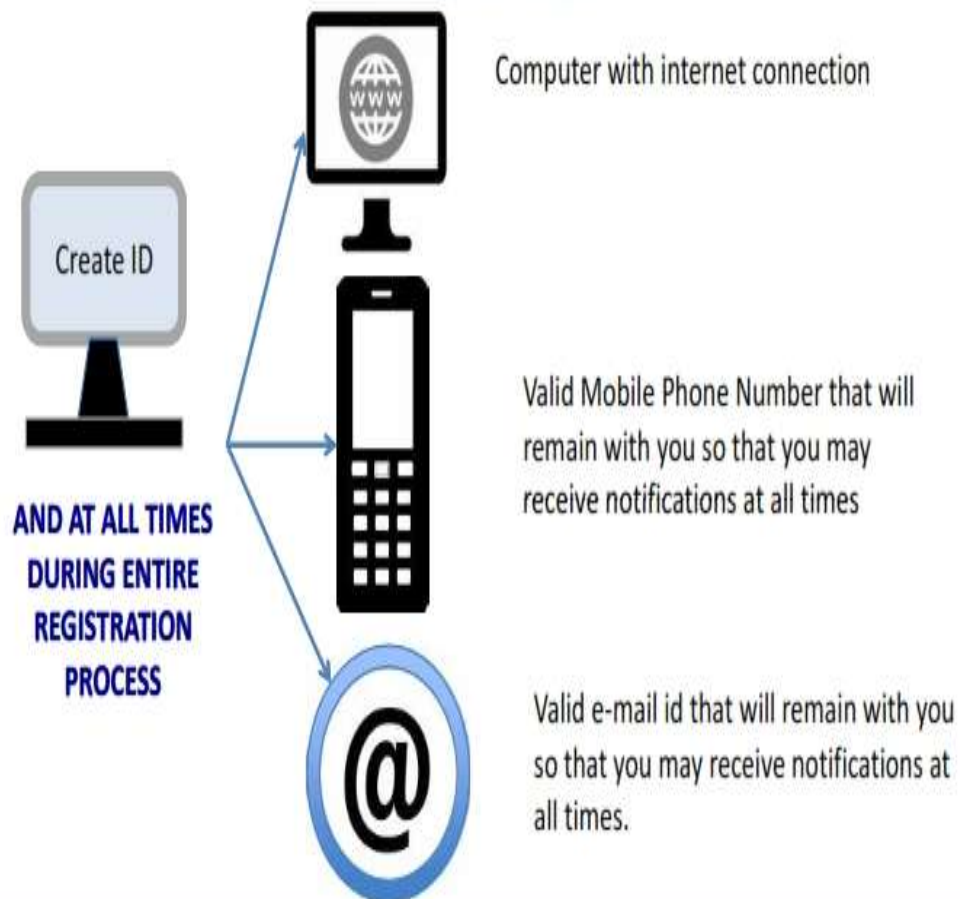 Computer with internet connection
www
Create ID
Valid Mobile Phone Number that will
remain with you so that you may
receive notifications at all times
AND AT ALL TIMES
DURING ENTIRE
REGISTRATION
PROCESS
@
Valid e-mail id that will remain with you
so that you may receive notifications at
all times.